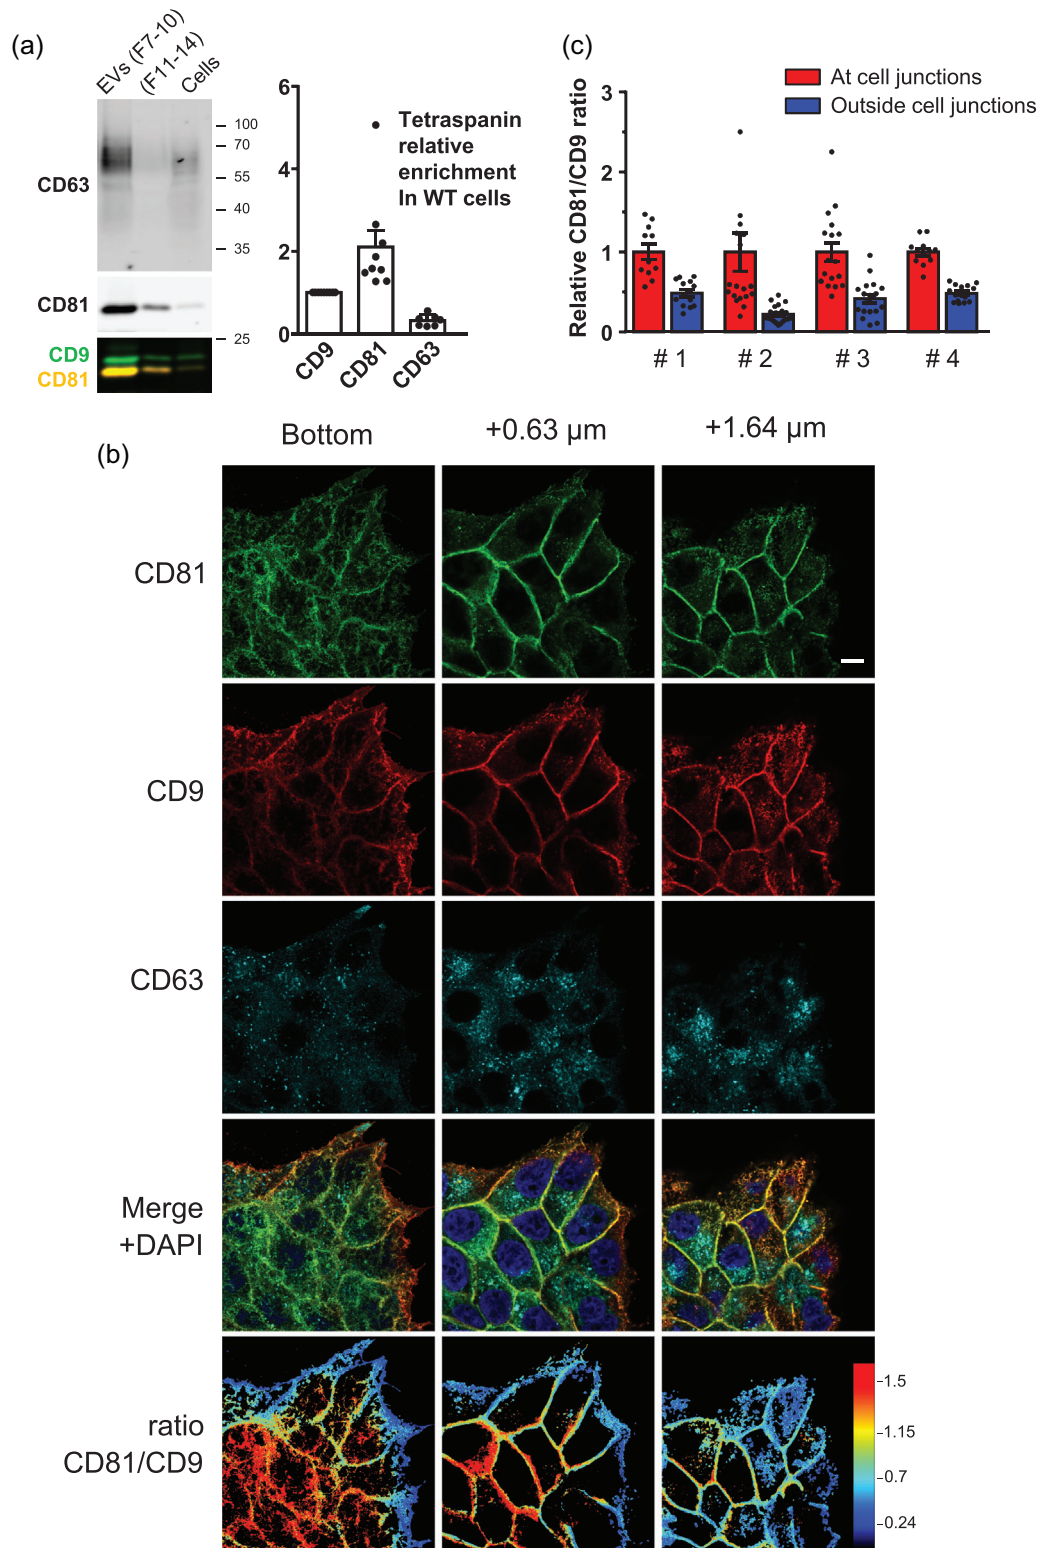 (a)
EVs (F7-10)
(F11-14)
Cells
100
70
55
40
35
25
CD63
CD81
CD9
CD81
6
4
2
0
Tetraspanin
relative
enrichment
In WT cells
CD9
CD81
CD63
(c)
At cell junctions
Outside cell junctions
Relative CD81/CD9 ratio
3
2
1
0
# 1
# 2
# 3
# 4
(b)
Bottom
+0.63 µm
+1.64 µm
CD81
CD9
CD63
Merge
+DAPI
ratio
CD81/CD9
1.5
1.15
0.7
0.24